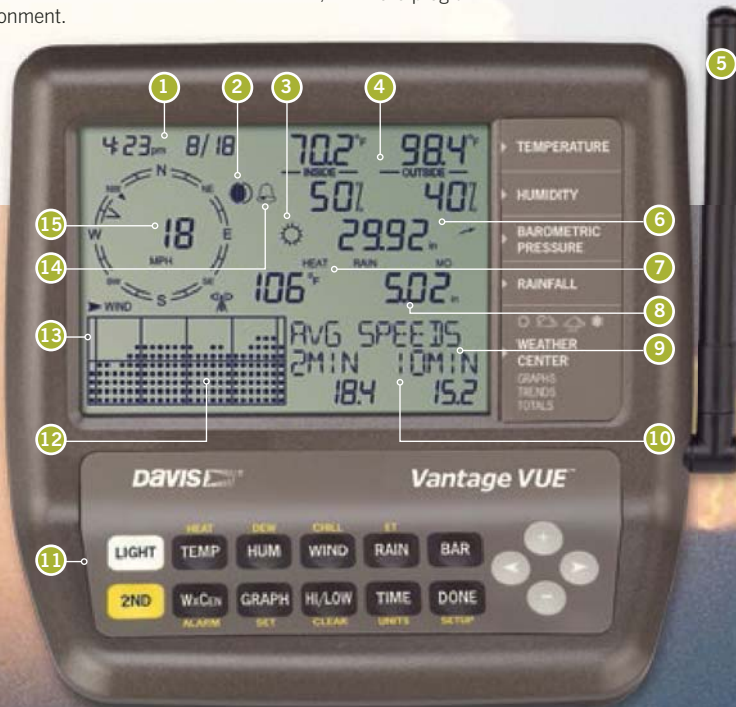 onment.
1
2
3
4
5
4:23 pm 8/18
70.2°F
98.4°F
INSIDE
OUTSIDE
N
NW
NE
W
E
SW
SE
S
18
MPH
50%
40%
29.92 in
HEAT
RAIN
MO
106°F
5.02 in
WIND
AVG SPEEDS
2MIN 10MIN
18.4 15.2
TEMPERATURE
HUMIDITY
BAROMETRIC
PRESSURE
RAINFALL
WEATHER
CENTER
GRAPHS
TRENDS
TOTALS
6
7
8
9
10
11
12
13
14
15
DAVIS
Vantage VUE™
HEAT DEW CHILL ET
LIGHT TEMP HUM WIND RAIN BAR
2ND WxCEN GRAPH HI/LOW TIME DONE
ALARM SET CLEAR UNITS SETUP
+
−